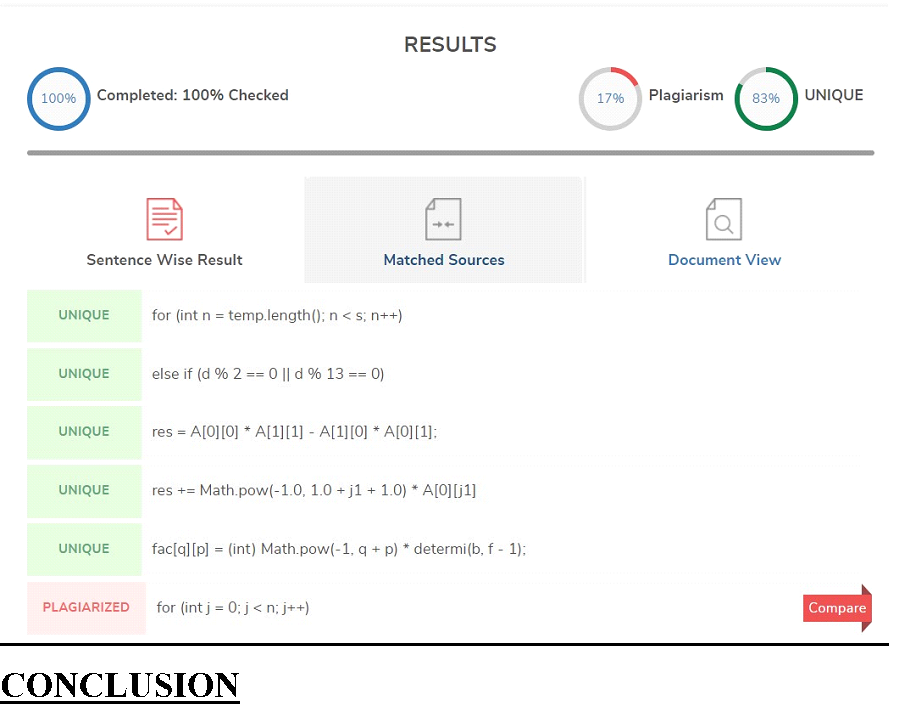 RESULTS
100% Completed: 100% Checked 17% Plagiarism 83% UNIQUE
Sentence Wise Result Matched Sources Document View
UNIQUE for (int n = temp.length(); n < s; n++)
UNIQUE else if (d % 2 == 0 || d % 13 == 0)
UNIQUE res = A[0][0] * A[1][1] - A[1][0] * A[0][1];
UNIQUE res += Math.pow(-1.0, 1.0 + j1 + 1.0) * A[0][j1]
UNIQUE fac[q][p] = (int) Math.pow(-1, q + p) * determi(b, f - 1);
PLAGIARIZED for (int j = 0; j < n; j++) Compare
CONCLUSION